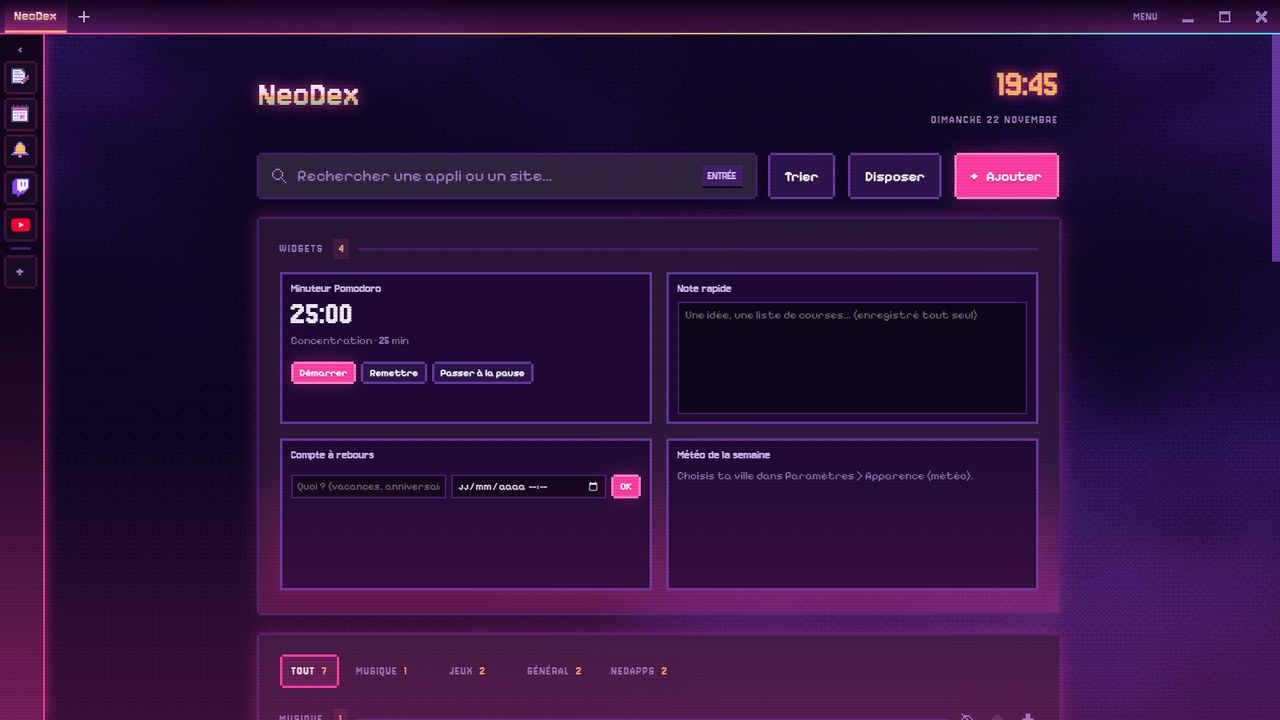 NeoDex
MENU
NeoDex
19:45
DIMANCHE 22 NOVEMBRE
Rechercher une appli ou un site...
ENTRÉE
Trier
Disposer
+ Ajouter
WIDGETS 4
Minuteur Pomodoro
25:00
Concentration · 25 min
Démarrer
Remettre
Passer à la pause
Note rapide
Une idée, une liste de courses... (enregistré tout seul)
Compte à rebours
Quoi ? (vacances, anniversai
jj/mm/aaaa --:--
OK
Météo de la semaine
Choisis ta ville dans Paramètres > Apparence (météo).
TOUT 7
MUSIQUE 1
JEUX 2
GÉNÉRAL 2
NEOAPPS 2
MUSIQUE 1